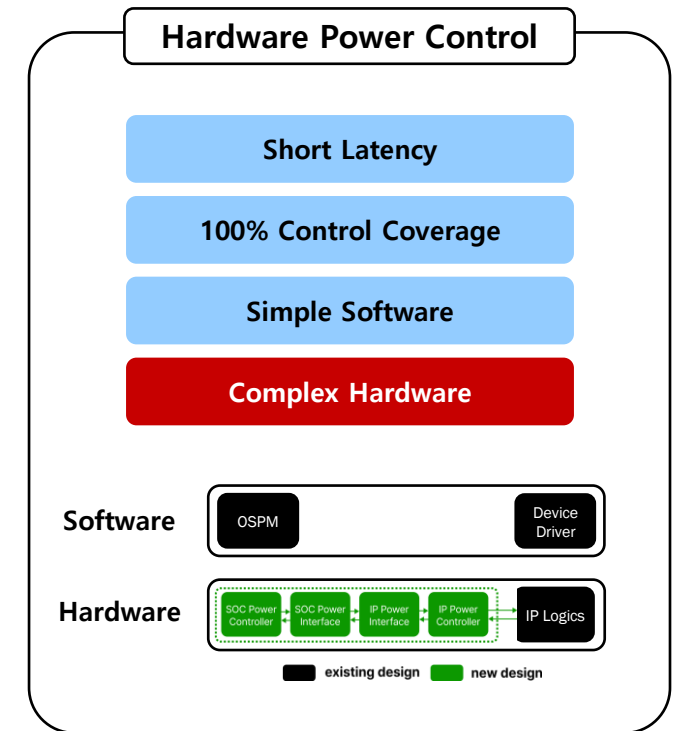 Hardware Power Control
Short Latency
100% Control Coverage
Simple Software
Complex Hardware
Software
OSPM
Device
Driver
Hardware
SOC Power
Controller
SOC Power
Interface
IP Power
Interface
IP Power
Controller
IP Logics
existing design
new design